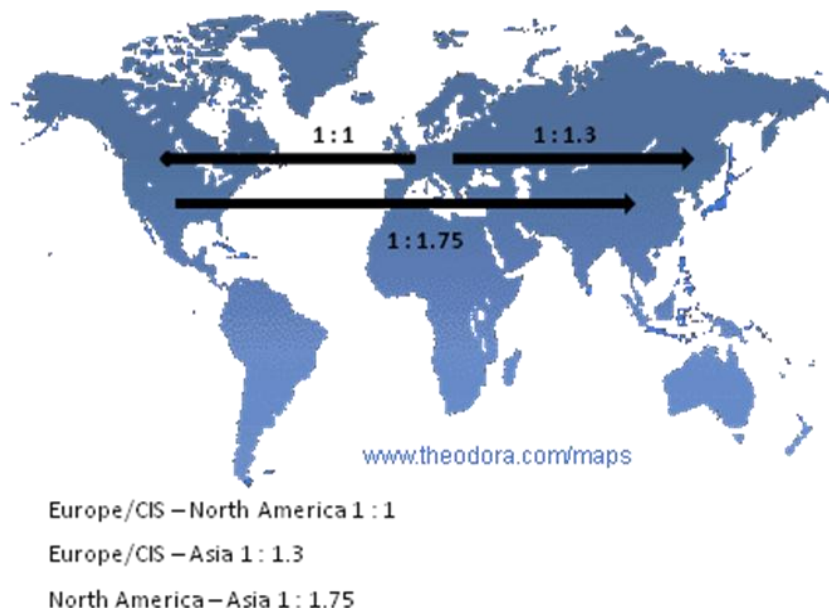 1 : 1
1 : 1.3
1 : 1.75
www.theodora.com/maps
Europe/CIS – North America 1 : 1
Europe/CIS – Asia 1 : 1.3
North America – Asia 1 : 1.75